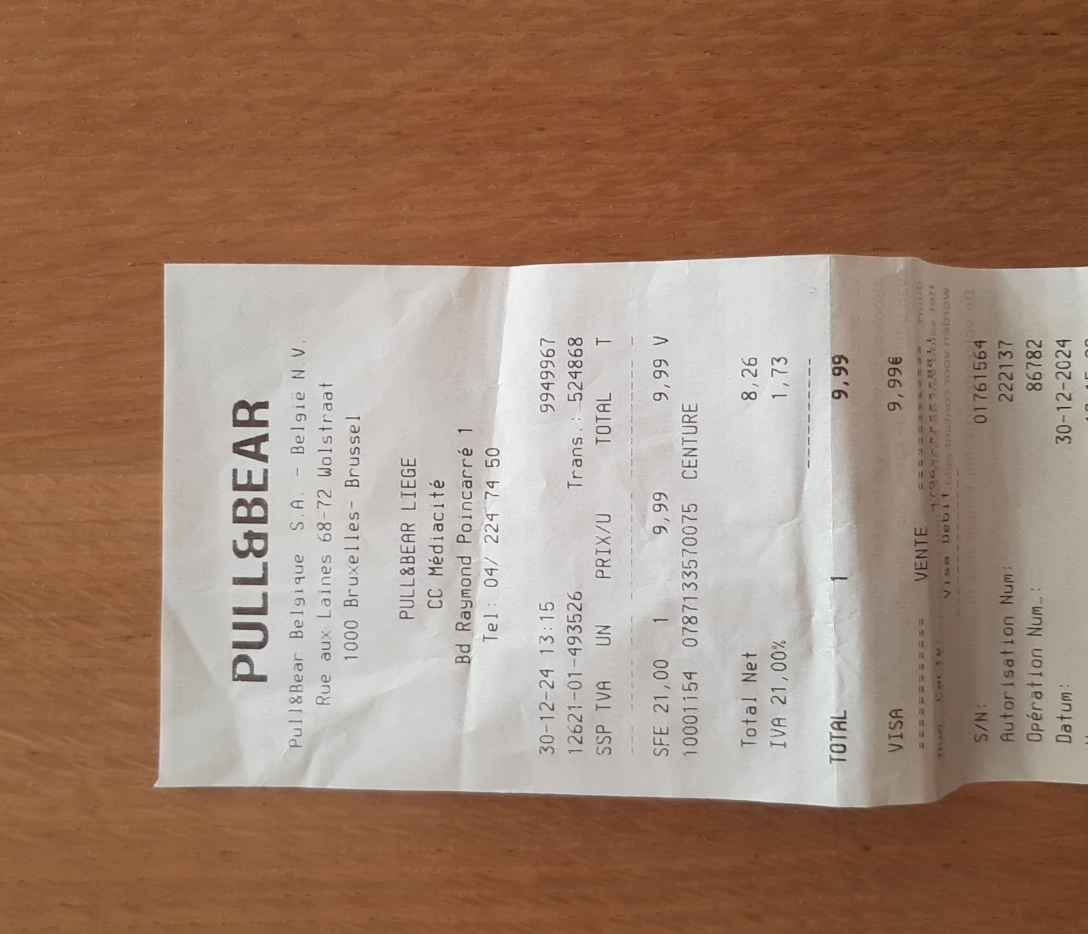 PULL&BEAR
Pull&Bear Belgique S.A. - België N.V.
Rue aux Laines 68-72 Wolstraat
1000 Bruxelles- Brussel
PULL&BEAR LIEGE
CC Médiacité
Bd Raymond Poincarré 1
Tel: 04/ 224 74 50
30-12-24 13:15 9949967
12621-01-493526 Trans.: 524868
SSP TVA UN PRIX/U TOTAL T
SFE 21,00 1 9,99 9,99 V
10001154 0787133570075 CENTURE
Total Net 8,26
IVA 21,00% 1,73
TOTAL 1 9,99
VISA 9,99€
=========== VENTE ===========
Visa Debit
S/N: 01761564
Autorisation Num: 222137
Opération Num.: 86782
Datum: 30-12-2024